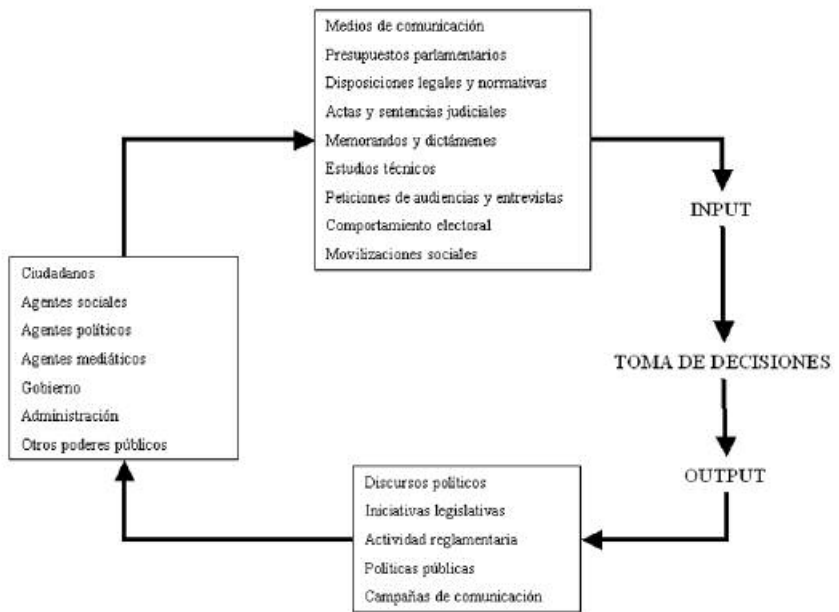 Medios de comunicación
Presupuestos parlamentarios
Disposiciones legales y normativas
Actas y sentencias judiciales
Memorandos y dictámenes
Estudios técnicos
Peticiones de audiencias y entrevistas
Comportamiento electoral
Movilizaciones sociales
INPUT
TOMA DE DECISIONES
OUTPUT
Discursos políticos
Iniciativas legislativas
Actividad reglamentaria
Políticas públicas
Campañas de comunicación
Ciudadanos
Agentes sociales
Agentes políticos
Agentes mediáticos
Gobierno
Administración
Otros poderes públicos